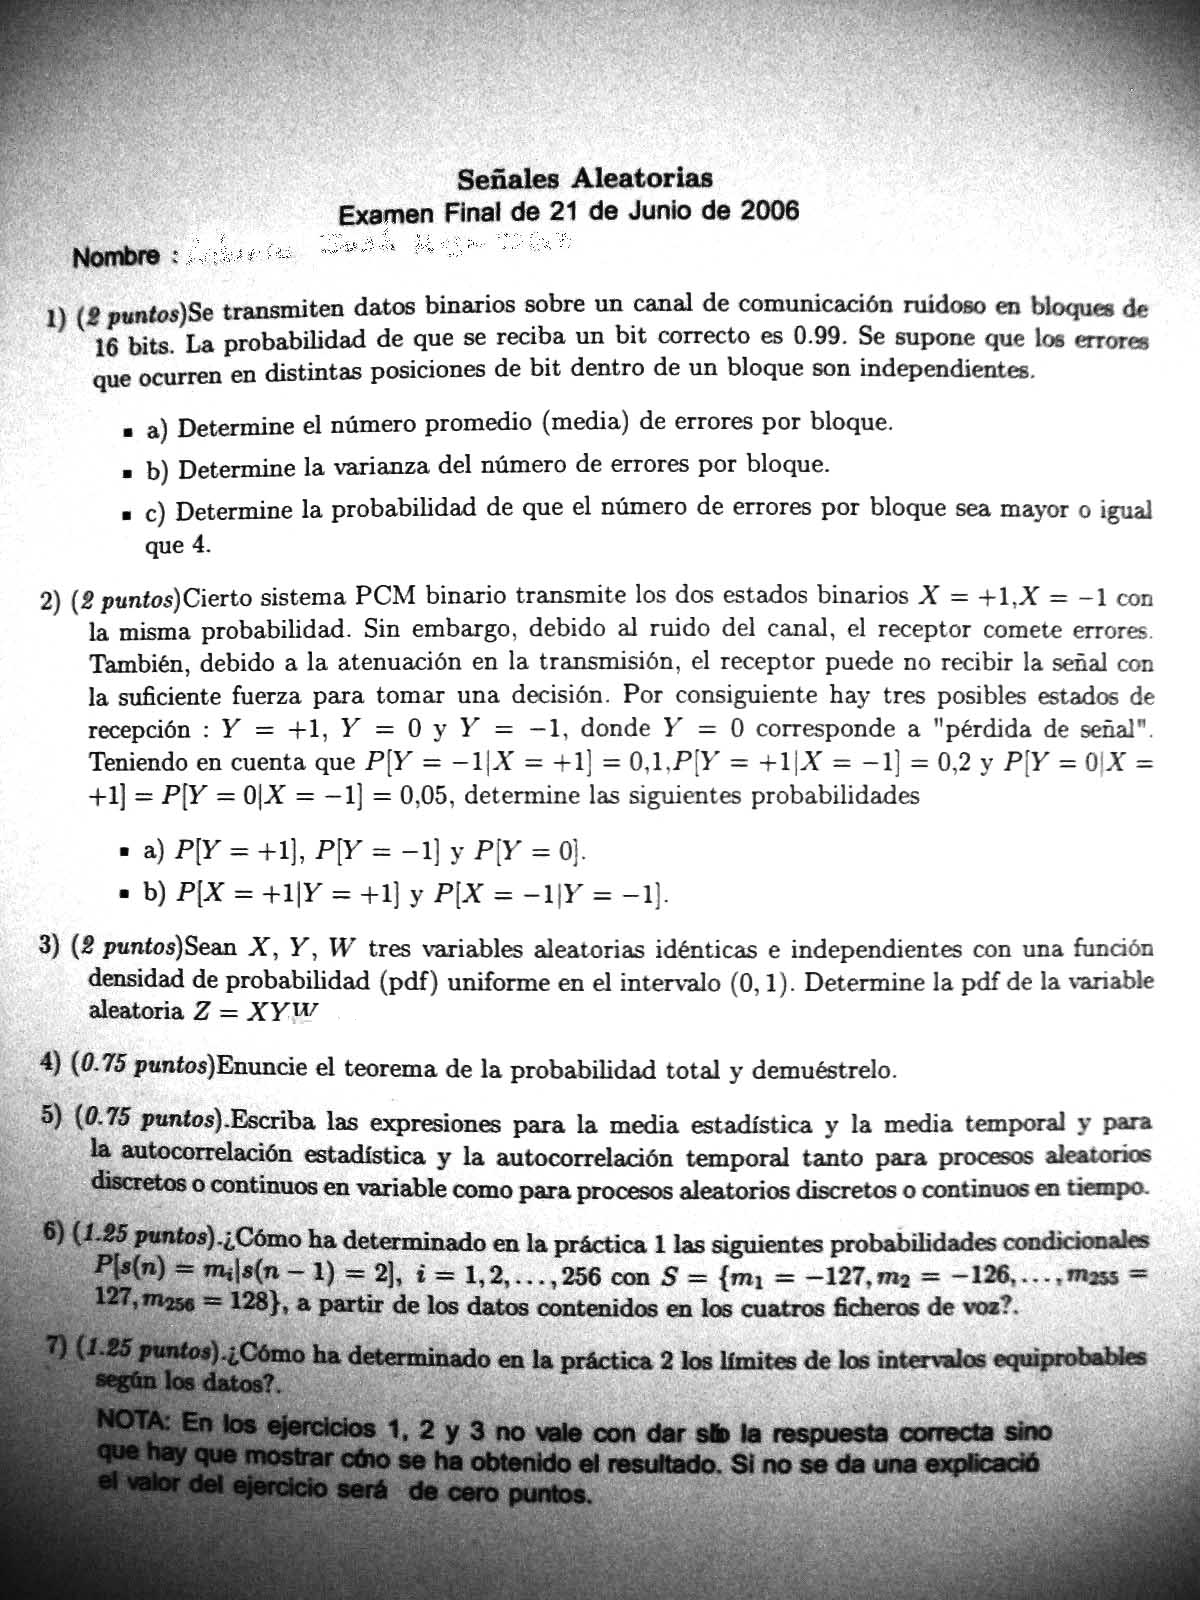 Señales Aleatorias
Examen Final de 21 de Junio de 2006
Nombre :
1) (2 puntos)Se transmiten datos binarios sobre un canal de comunicación ruidoso en bloques de
16 bits. La probabilidad de que se reciba un bit correcto es 0.99. Se supone que los errores
que ocurren en distintas posiciones de bit dentro de un bloque son independientes.
▪ a) Determine el número promedio (media) de errores por bloque.
▪ b) Determine la varianza del número de errores por bloque.
▪ c) Determine la probabilidad de que el número de errores por bloque sea mayor o igual
que 4.
2) (2 puntos)Cierto sistema PCM binario transmite los dos estados binarios X = +1,X = −1 con
la misma probabilidad. Sin embargo, debido al ruido del canal, el receptor comete errores.
También, debido a la atenuación en la transmisión, el receptor puede no recibir la señal con
la suficiente fuerza para tomar una decisión. Por consiguiente hay tres posibles estados de
recepción : Y = +1, Y = 0 y Y = −1, donde Y = 0 corresponde a "pérdida de señal".
Teniendo en cuenta que P[Y = −1|X = +1] = 0,1,P[Y = +1|X = −1] = 0,2 y P[Y = 0|X =
+1] = P[Y = 0|X = −1] = 0,05, determine las siguientes probabilidades
▪ a) P[Y = +1], P[Y = −1] y P[Y = 0].
▪ b) P[X = +1|Y = +1] y P[X = −1|Y = −1].
3) (2 puntos)Sean X, Y, W tres variables aleatorias idénticas e independientes con una función
densidad de probabilidad (pdf) uniforme en el intervalo (0, 1). Determine la pdf de la variable
aleatoria Z = XYW
4) (0.75 puntos)Enuncie el teorema de la probabilidad total y demuéstrelo.
5) (0.75 puntos).Escriba las expresiones para la media estadística y la media temporal y para
la autocorrelación estadística y la autocorrelación temporal tanto para procesos aleatorios
discretos o continuos en variable como para procesos aleatorios discretos o continuos en tiempo.
6) (1.25 puntos).¿Cómo ha determinado en la práctica 1 las siguientes probabilidades condicionales
P[s(n) = mᵢ|s(n − 1) = 2], i = 1, 2, . . . , 256 con S = {m₁ = −127, m₂ = −126, . . . , m₂₅₅ =
127, m₂₅₆ = 128}, a partir de los datos contenidos en los cuatros ficheros de voz?.
7) (1.25 puntos).¿Cómo ha determinado en la práctica 2 los límites de los intervalos equiprobables
según los datos?.
NOTA: En los ejercicios 1, 2 y 3 no vale con dar sólo la respuesta correcta sino
que hay que mostrar cómo se ha obtenido el resultado. Si no se da una explicació
el valor del ejercicio será de cero puntos.